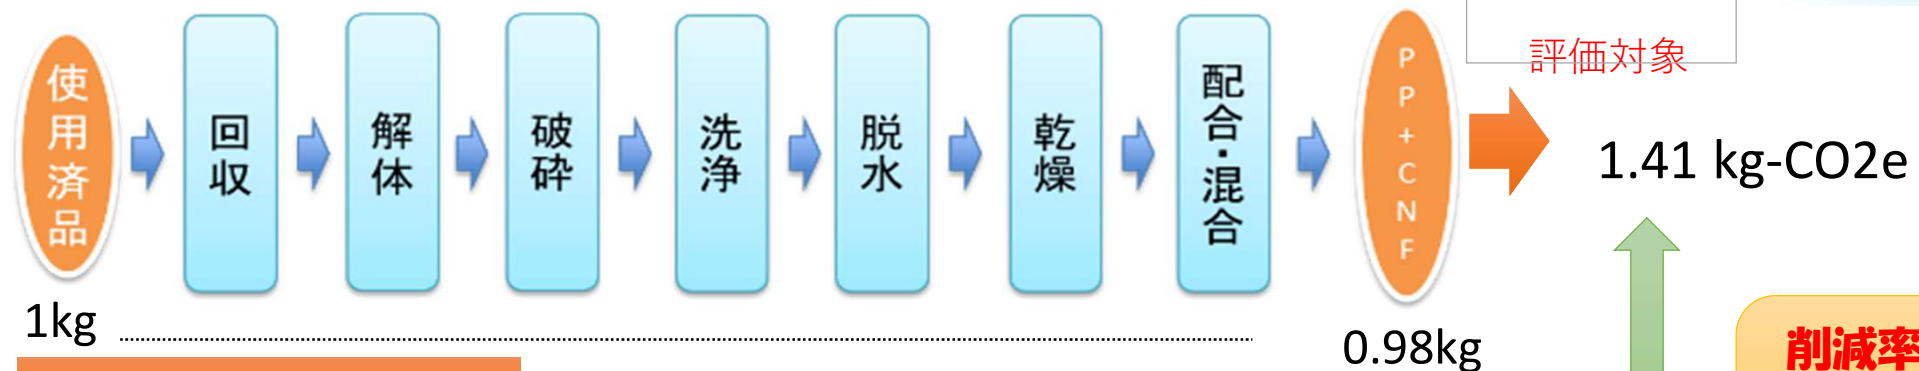 使用済品
回収
解体
破砕
洗浄
脱水
乾燥
配合・混合
PP+CNF
評価対象
1.41 kg-CO2e
1kg
0.98kg
削減率